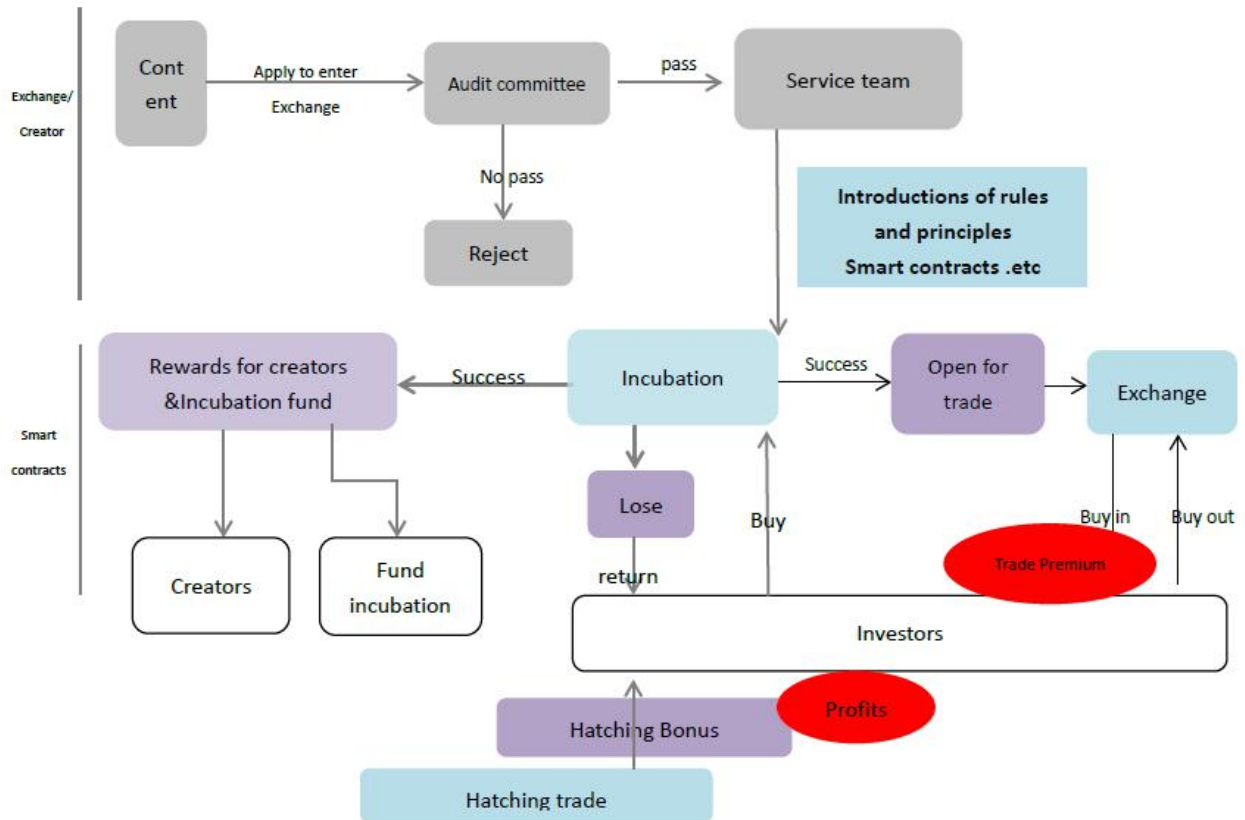 Cont
ent
Apply to enter
Exchange
Audit committee
pass
Service team
Exchange/
Creator
No pass
Reject
Introductions of rules
and principles
Smart contracts .etc
Rewards for creators
&Incubation fund
Success
Incubation
Success
Open for
trade
Exchange
Smart
contracts
Lose
Buy
Buy in
Buy out
Creators
Fund
incubation
return
Trade Premium
Investors
Profits
Hatching Bonus
Hatching trade